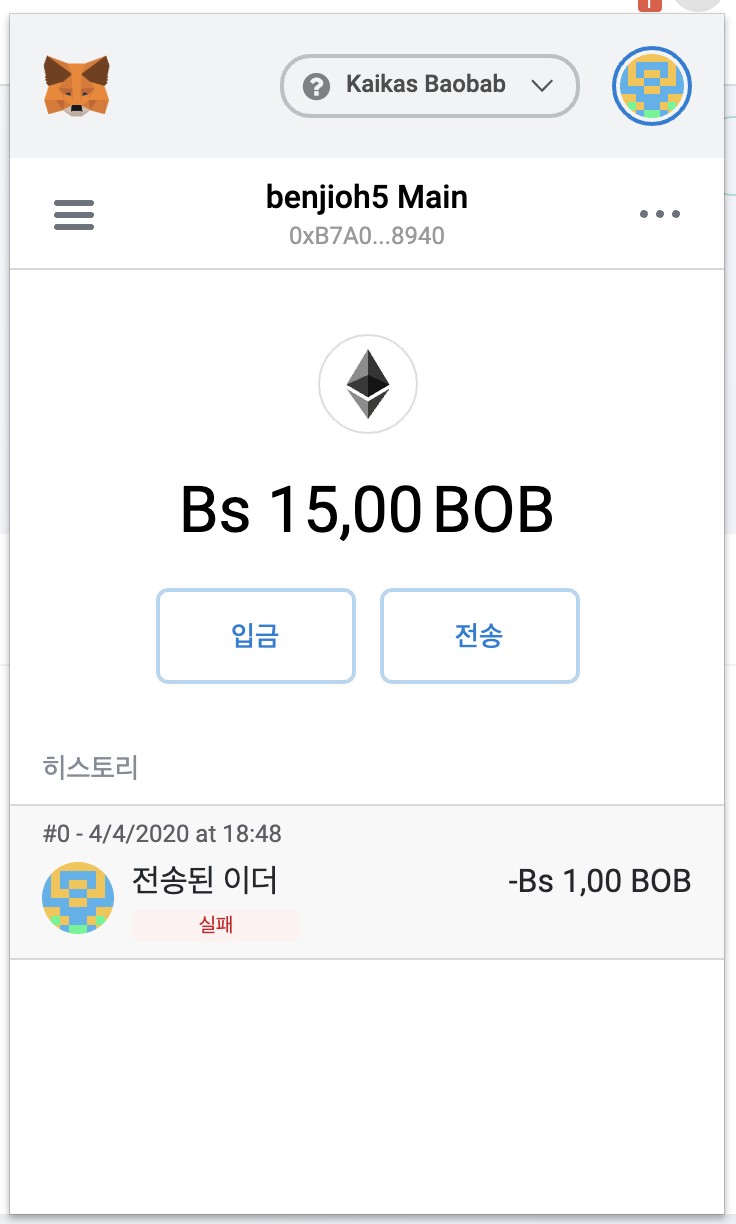 Kaikas Baobab
benjioh5 Main
0xB7A0...8940
Bs 15,00 BOB
입금
전송
히스토리
#0 - 4/4/2020 at 18:48
전송된 이더
-Bs 1,00 BOB
실패